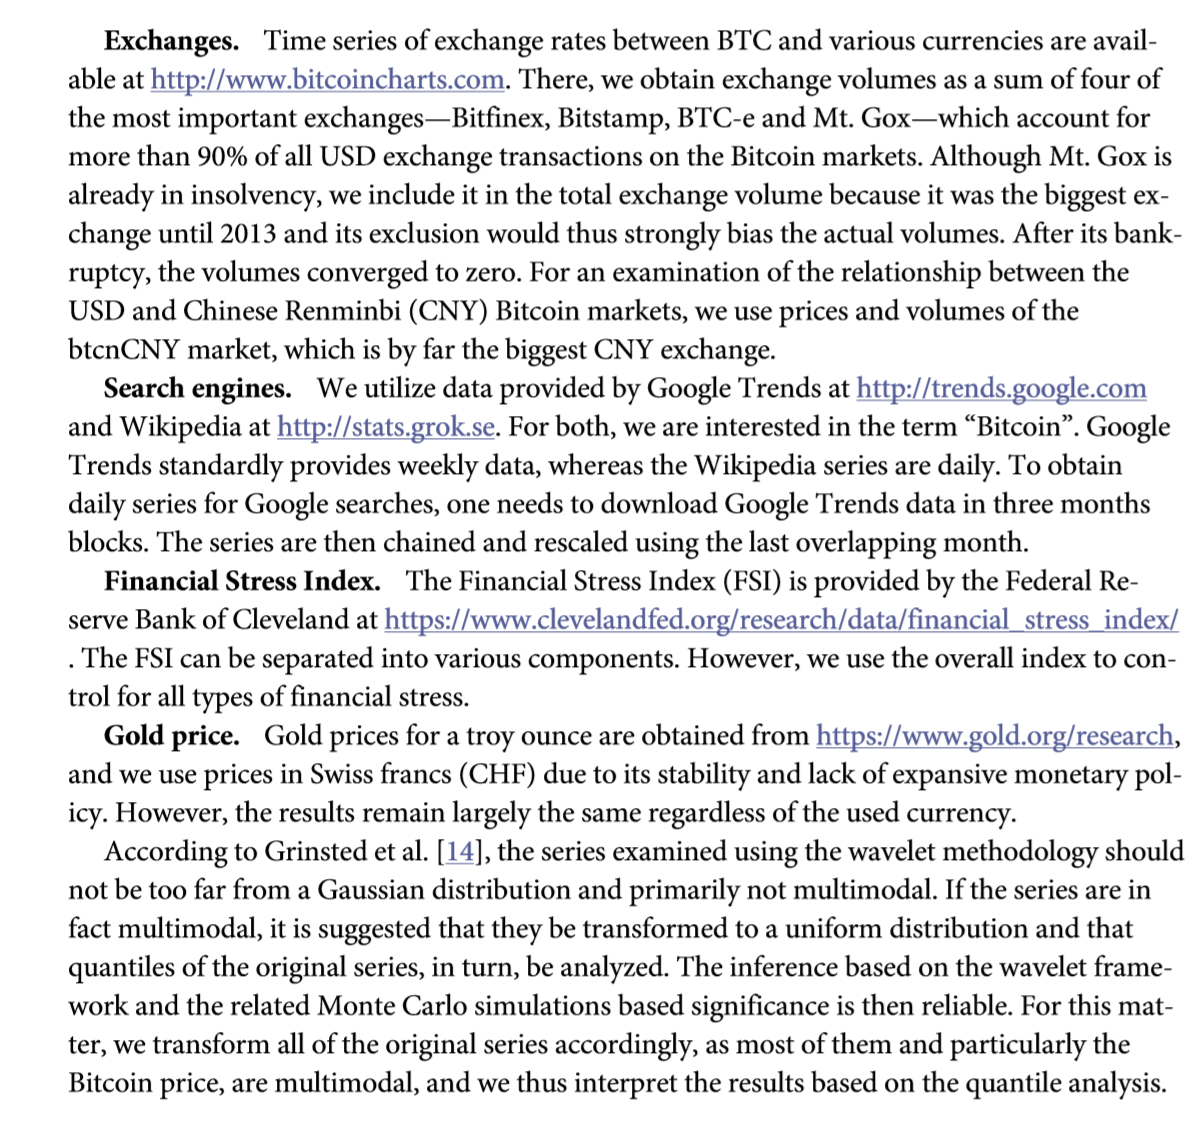 Exchanges. Time series of exchange rates between BTC and various currencies are avail-
able at http://www.bitcoincharts.com. There, we obtain exchange volumes as a sum of four of
the most important exchanges—Bitfinex, Bitstamp, BTC-e and Mt. Gox—which account for
more than 90% of all USD exchange transactions on the Bitcoin markets. Although Mt. Gox is
already in insolvency, we include it in the total exchange volume because it was the biggest ex-
change until 2013 and its exclusion would thus strongly bias the actual volumes. After its bank-
ruptcy, the volumes converged to zero. For an examination of the relationship between the
USD and Chinese Renminbi (CNY) Bitcoin markets, we use prices and volumes of the
btcnCNY market, which is by far the biggest CNY exchange.
Search engines. We utilize data provided by Google Trends at http://trends.google.com
and Wikipedia at http://stats.grok.se. For both, we are interested in the term “Bitcoin”. Google
Trends standardly provides weekly data, whereas the Wikipedia series are daily. To obtain
daily series for Google searches, one needs to download Google Trends data in three months
blocks. The series are then chained and rescaled using the last overlapping month.
Financial Stress Index. The Financial Stress Index (FSI) is provided by the Federal Re-
serve Bank of Cleveland at https://www.clevelandfed.org/research/data/financial_stress_index/
. The FSI can be separated into various components. However, we use the overall index to con-
trol for all types of financial stress.
Gold price. Gold prices for a troy ounce are obtained from https://www.gold.org/research,
and we use prices in Swiss francs (CHF) due to its stability and lack of expansive monetary pol-
icy. However, the results remain largely the same regardless of the used currency.
According to Grinsted et al. [14], the series examined using the wavelet methodology should
not be too far from a Gaussian distribution and primarily not multimodal. If the series are in
fact multimodal, it is suggested that they be transformed to a uniform distribution and that
quantiles of the original series, in turn, be analyzed. The inference based on the wavelet frame-
work and the related Monte Carlo simulations based significance is then reliable. For this mat-
ter, we transform all of the original series accordingly, as most of them and particularly the
Bitcoin price, are multimodal, and we thus interpret the results based on the quantile analysis.